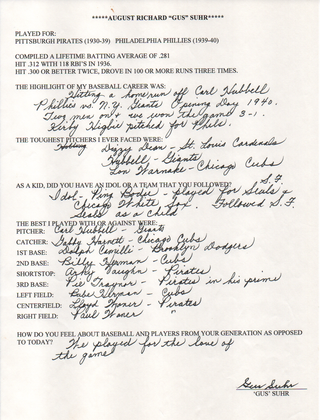 *****AUGUST RICHARD "GUS" SUHR*****
PLAYED FOR:
PITTSBURGH PIRATES (1930-39) PHILADELPHIA PHILLIES (1939-40)
COMPILED A LIFETIME BATTING AVERAGE OF .281
HIT .312 WITH 118 RBI'S IN 1936.
HIT .300 OR BETTER TWICE, DROVE IN 100 OR MORE RUNS THREE TIMES.
THE HIGHLIGHT OF MY BASEBALL CAREER WAS:
Hitting a home run off Carl Hubbell
Phillies vs. N.Y. Giants Opening Day 1940.
Two men on & we won the game 3-1.
Kirby Higbe pitched for Phils.
THE TOUGHEST PITCHERS I EVER FACED WERE:
Dizzy Dean - St. Louis Cardinals
Hubbell - Giants
Lon Warneke - Chicago Cubs
AS A KID, DID YOU HAVE AN IDOL OR A TEAM THAT YOU FOLLOWED?
Idol - Ping Bodie - played for S.F. Seals &
Chicago White Sox - Followed S.F.
Seals as a child
THE BEST I PLAYED WITH OR AGAINST WERE:
PITCHER: Carl Hubbell - Giants
CATCHER: Gabby Hartnett - Chicago Cubs
1ST BASE: Dolph Camilli - Brooklyn Dodgers
2ND BASE: Billy Herman - Cubs
SHORTSTOP: Arky Vaughn - Pirates
3RD BASE: Pie Traynor - Pirates in his prime
LEFT FIELD: Babe Herman - Cubs
CENTERFIELD: Lloyd Waner - Pirates
RIGHT FIELD: Paul Waner "
HOW DO YOU FEEL ABOUT BASEBALL AND PLAYERS FROM YOUR GENERATION AS OPPOSED
TO TODAY? The played for the love of
the game
Gus Suhr
"GUS" SUHR